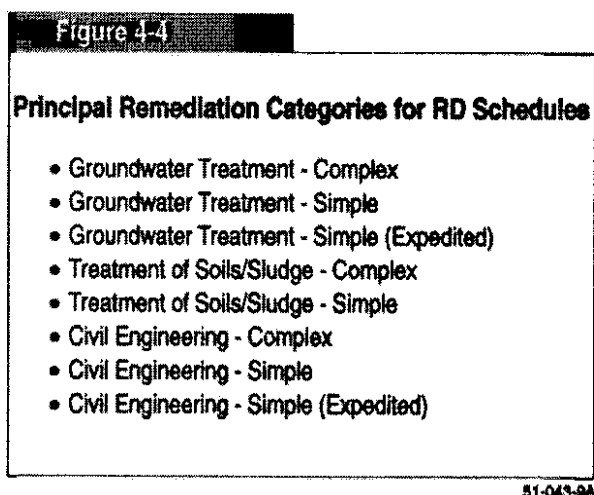 Figure 4-4
Principal Remediation Categories for RD Schedules
• Groundwater Treatment - Complex
• Groundwater Treatment - Simple
• Groundwater Treatment - Simple (Expedited)
• Treatment of Soils/Sludge - Complex
• Treatment of Soils/Sludge - Simple
• Civil Engineering - Complex
• Civil Engineering - Simple
• Civil Engineering - Simple (Expedited)
51-043-9A